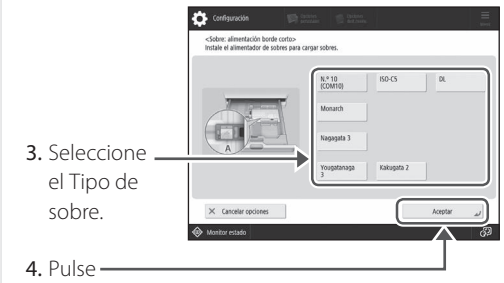 Configuración
<Sobre: alimentación borde corto>
Instale el alimentador de sobres para cargar sobres.
N.º 10
(COM10)
ISO-C5
DL
Monarch
A
Nagagata 3
Yougatanaga
3
Kakugata 2
Cancelar opciones
Aceptar
Monitor estado
3. Seleccione
el Tipo de
sobre.
4. Pulse